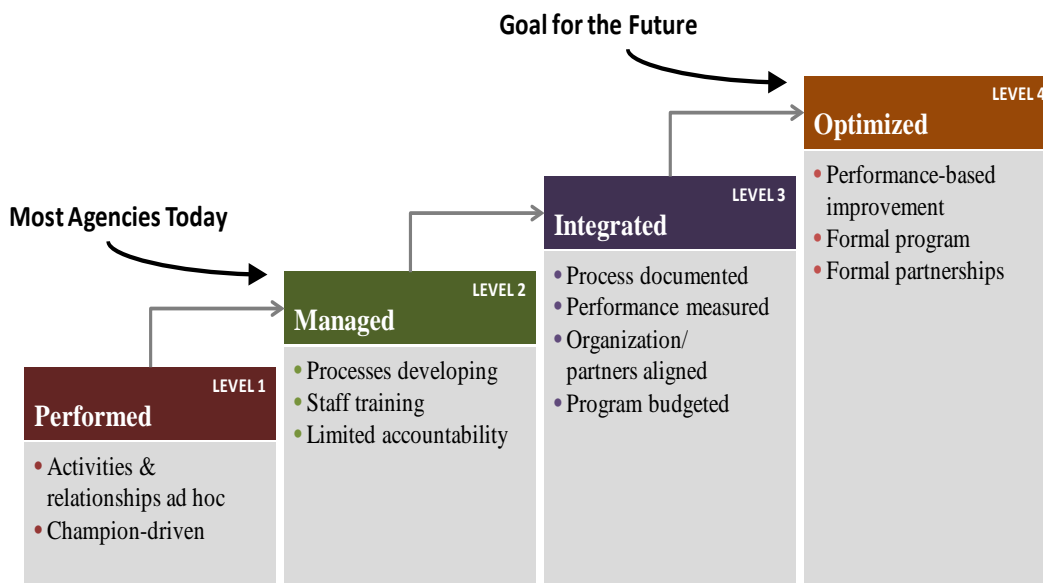 Goal for the Future
Most Agencies Today
LEVEL 1
Performed
• Activities &
relationships ad hoc
• Champion-driven
LEVEL 2
Managed
• Processes developing
• Staff training
• Limited accountability
LEVEL 3
Integrated
• Process documented
• Performance measured
• Organization/
partners aligned
• Program budgeted
LEVEL 4
Optimized
• Performance-based
improvement
• Formal program
• Formal partnerships